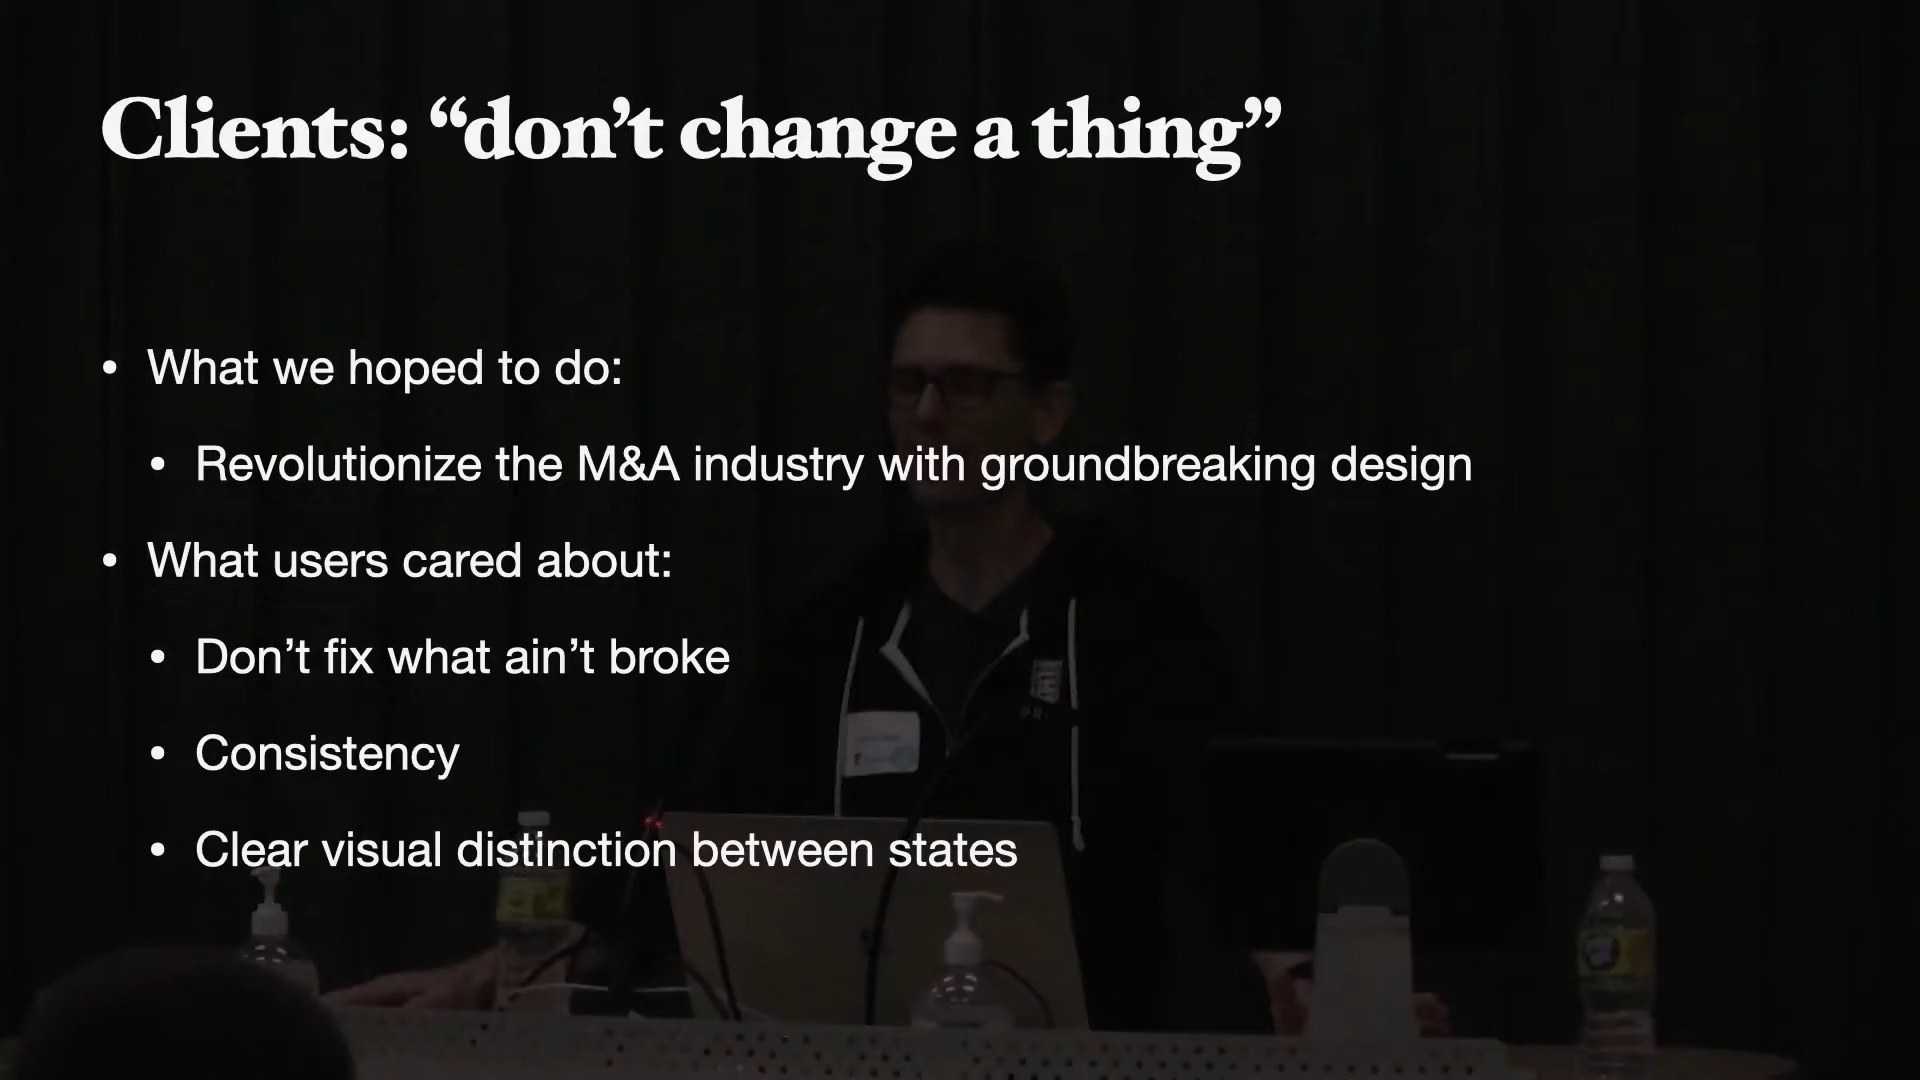 Clients: “don’t change a thing”
• What we hoped to do:
• Revolutionize the M&A industry with groundbreaking design
• What users cared about:
• Don’t fix what ain’t broke
• Consistency
• Clear visual distinction between states